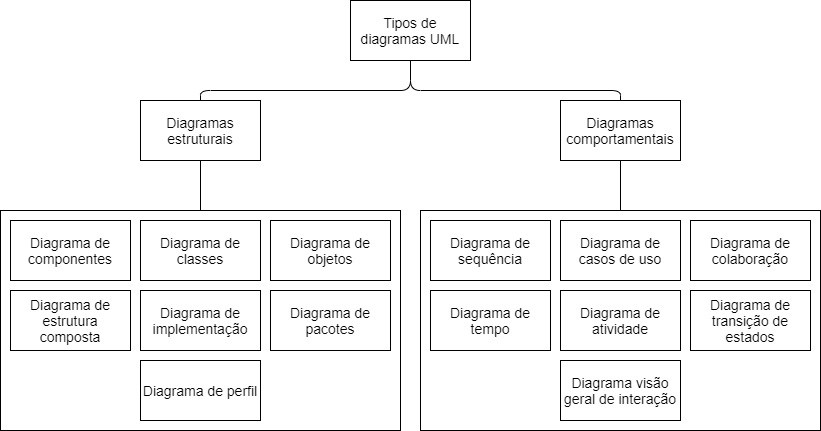 Tipos de
diagramas UML
Diagramas
estruturais
Diagramas
comportamentais
Diagrama de
componentes
Diagrama de
classes
Diagrama de
objetos
Diagrama de
estrutura
composta
Diagrama de
implementação
Diagrama de
pacotes
Diagrama de perfil
Diagrama de
sequência
Diagrama de
casos de uso
Diagrama de
colaboração
Diagrama de
tempo
Diagrama de
atividade
Diagrama de
transição de
estados
Diagrama visão
geral de interação